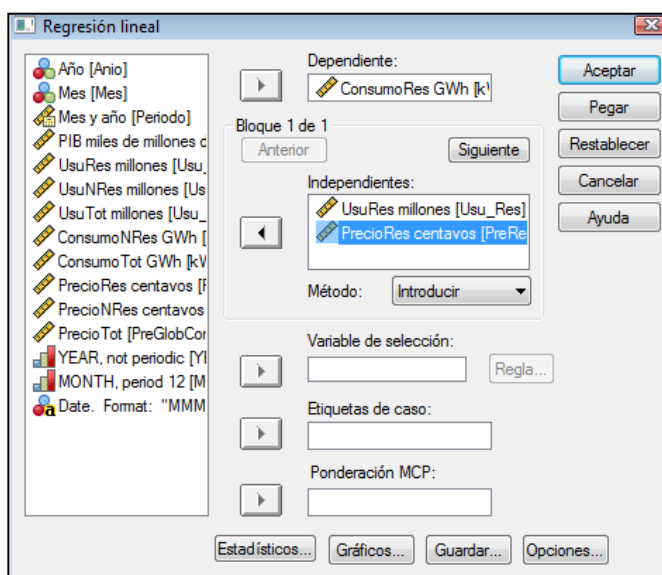 Regresión lineal
Año [Anio]
Mes [Mes]
Mes y año [Periodo]
PIB miles de millones d
UsuRes millones [Usu_
UsuNRes millones [Us
UsuTot millones [Usu_
ConsumoNRes GWh [
ConsumoTot GWh [kV
PrecioRes centavos [F
PrecioNRes centavos
PrecioTot [PreGlobCor
YEAR, not periodic [YI
MONTH, period 12 [M
Date. Format: "MMM
Dependiente:
ConsumoRes GWh [k\
Bloque 1 de 1
Anterior
Siguiente
Independientes:
UsuRes millones [Usu_Res]
PrecioRes centavos [PreRe
Método:
Introducir
Variable de selección:
Regla...
Etiquetas de caso:
Ponderación MCP:
Aceptar
Pegar
Restablecer
Cancelar
Ayuda
Estadísticos...
Gráficos...
Guardar...
Opciones...